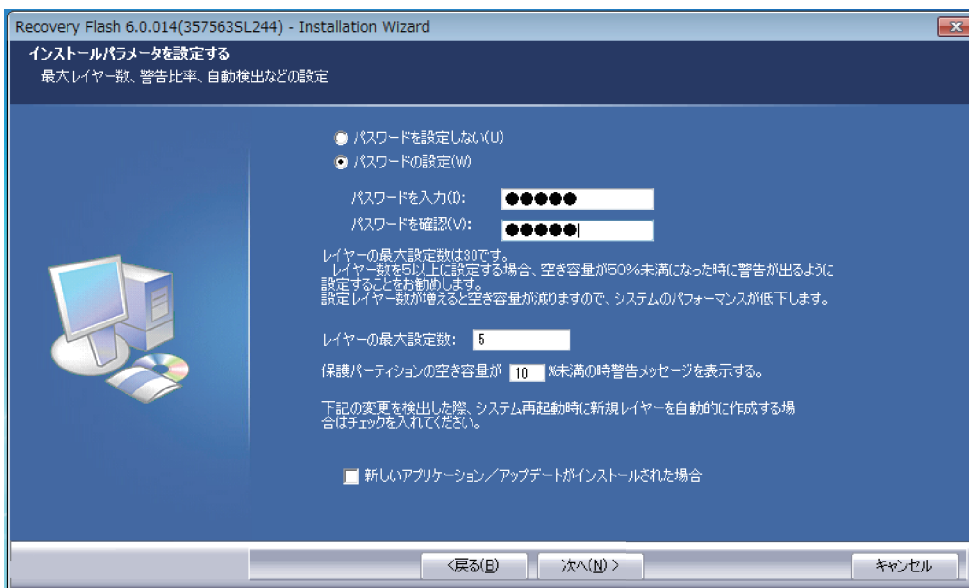 Recovery Flash 6.0.014(357563SL244) - Installation Wizard
インストールパラメータを設定する
最大レイヤー数、警告比率、自動検出などの設定
パスワードを設定しない(U)
パスワードの設定(W)
パスワードを入力(I): ●●●●●
パスワードを確認(V): ●●●●●
レイヤーの最大設定数は30です。
レイヤー数を5以上に設定する場合、空き容量が50%未満になった時に警告が出るように
設定することをお勧めします。
設定レイヤー数が増えると空き容量が減りますので、システムのパフォーマンスが低下します。
レイヤーの最大設定数: 5
保護パーティションの空き容量が 10 %未満の時警告メッセージを表示する。
下記の変更を検出した際、システム再起動時に新規レイヤーを自動的に作成する場
合はチェックを入れてください。
新しいアプリケーション／アップデートがインストールされた場合
<戻る(B) 次へ(N) > キャンセル